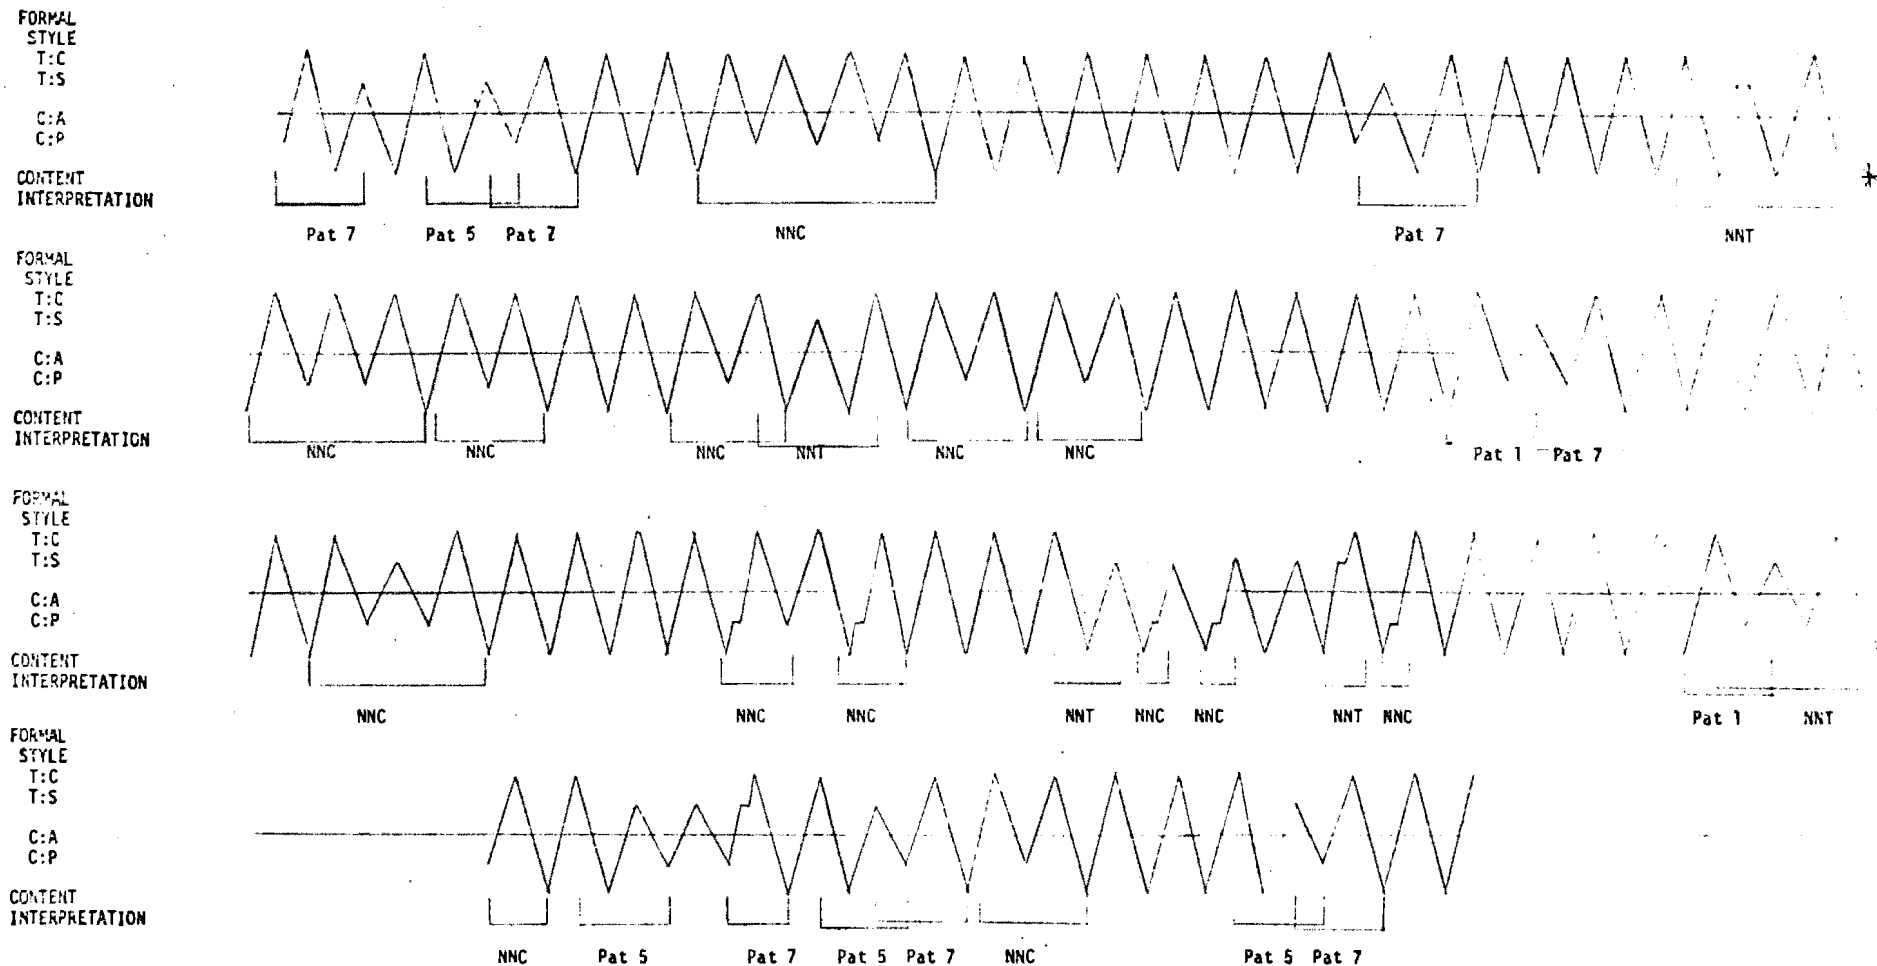 FORMAL
STYLE
T:C
T:S
C:A
C:P
CONTENT
INTERPRETATION
Pat 7 Pat 5 Pat 7 NNC Pat 7 NNT
FORMAL
STYLE
T:C
T:S
C:A
C:P
CONTENT
INTERPRETATION
NNC NNC NNC NNT NNC NNC Pat 1 Pat 7
FORMAL
STYLE
T:C
T:S
C:A
C:P
CONTENT
INTERPRETATION
NNC NNC NNC NNT NNC NNC NNT NNC Pat 1 NNT
FORMAL
STYLE
T:C
T:S
C:A
C:P
CONTENT
INTERPRETATION
NNC Pat 5 Pat 7 Pat 5 Pat 7 NNC Pat 5 Pat 7